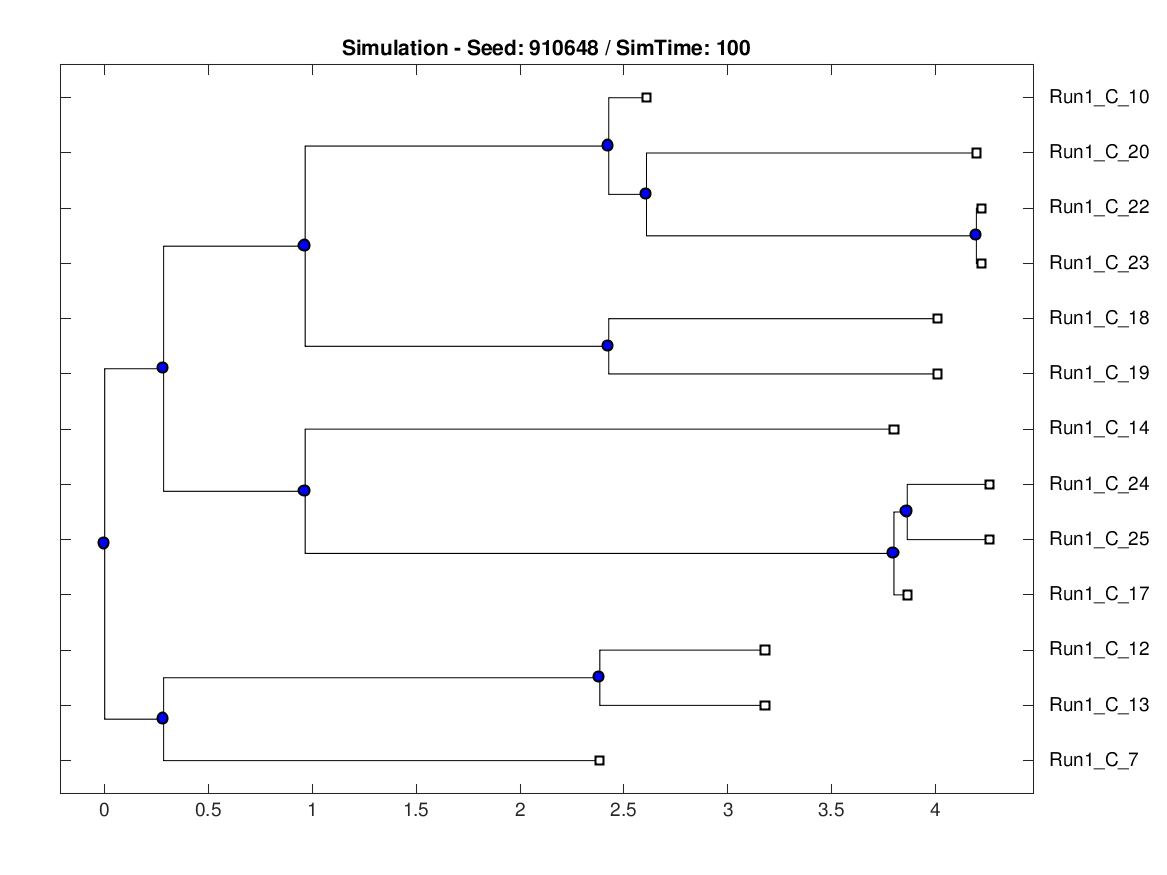 Simulation - Seed: 910648 / SimTime: 100
Run1_C_10
Run1_C_20
Run1_C_22
Run1_C_23
Run1_C_18
Run1_C_19
Run1_C_14
Run1_C_24
Run1_C_25
Run1_C_17
Run1_C_12
Run1_C_13
Run1_C_7
0 0.5 1 1.5 2 2.5 3 3.5 4